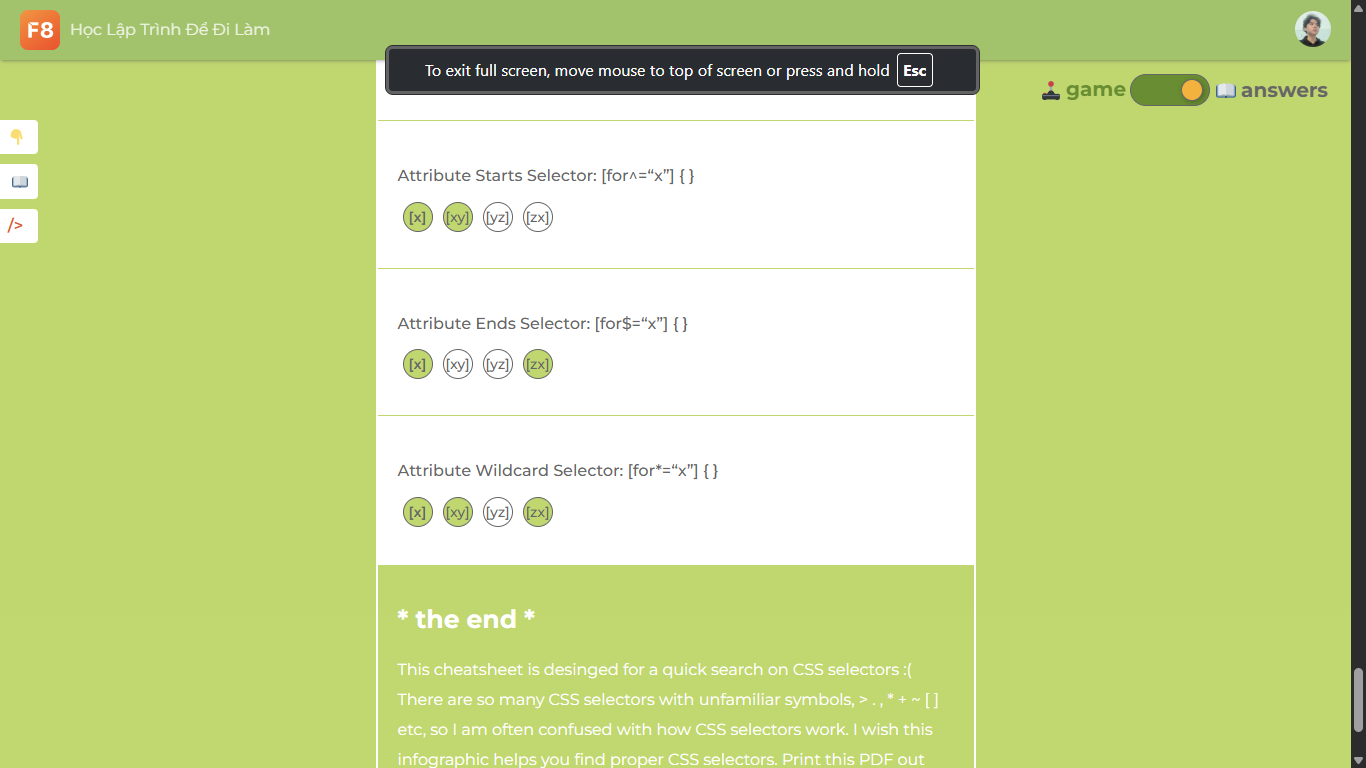 F8 Học Lập Trình Để Đi Làm
To exit full screen, move mouse to top of screen or press and hold Esc
game answers
Attribute Starts Selector: [for^=“x”] { }
[x] [xy] [yz] [zx]
/>
Attribute Ends Selector: [for$=“x”] { }
[x] [xy] [yz] [zx]
Attribute Wildcard Selector: [for*=“x”] { }
[x] [xy] [yz] [zx]
* the end *
This cheatsheet is desinged for a quick search on CSS selectors :(
There are so many CSS selectors with unfamiliar symbols, > . , * + ~ [ ]
etc, so I am often confused with how CSS selectors work. I wish this
infographic helps you find proper CSS selectors. Print this PDF out